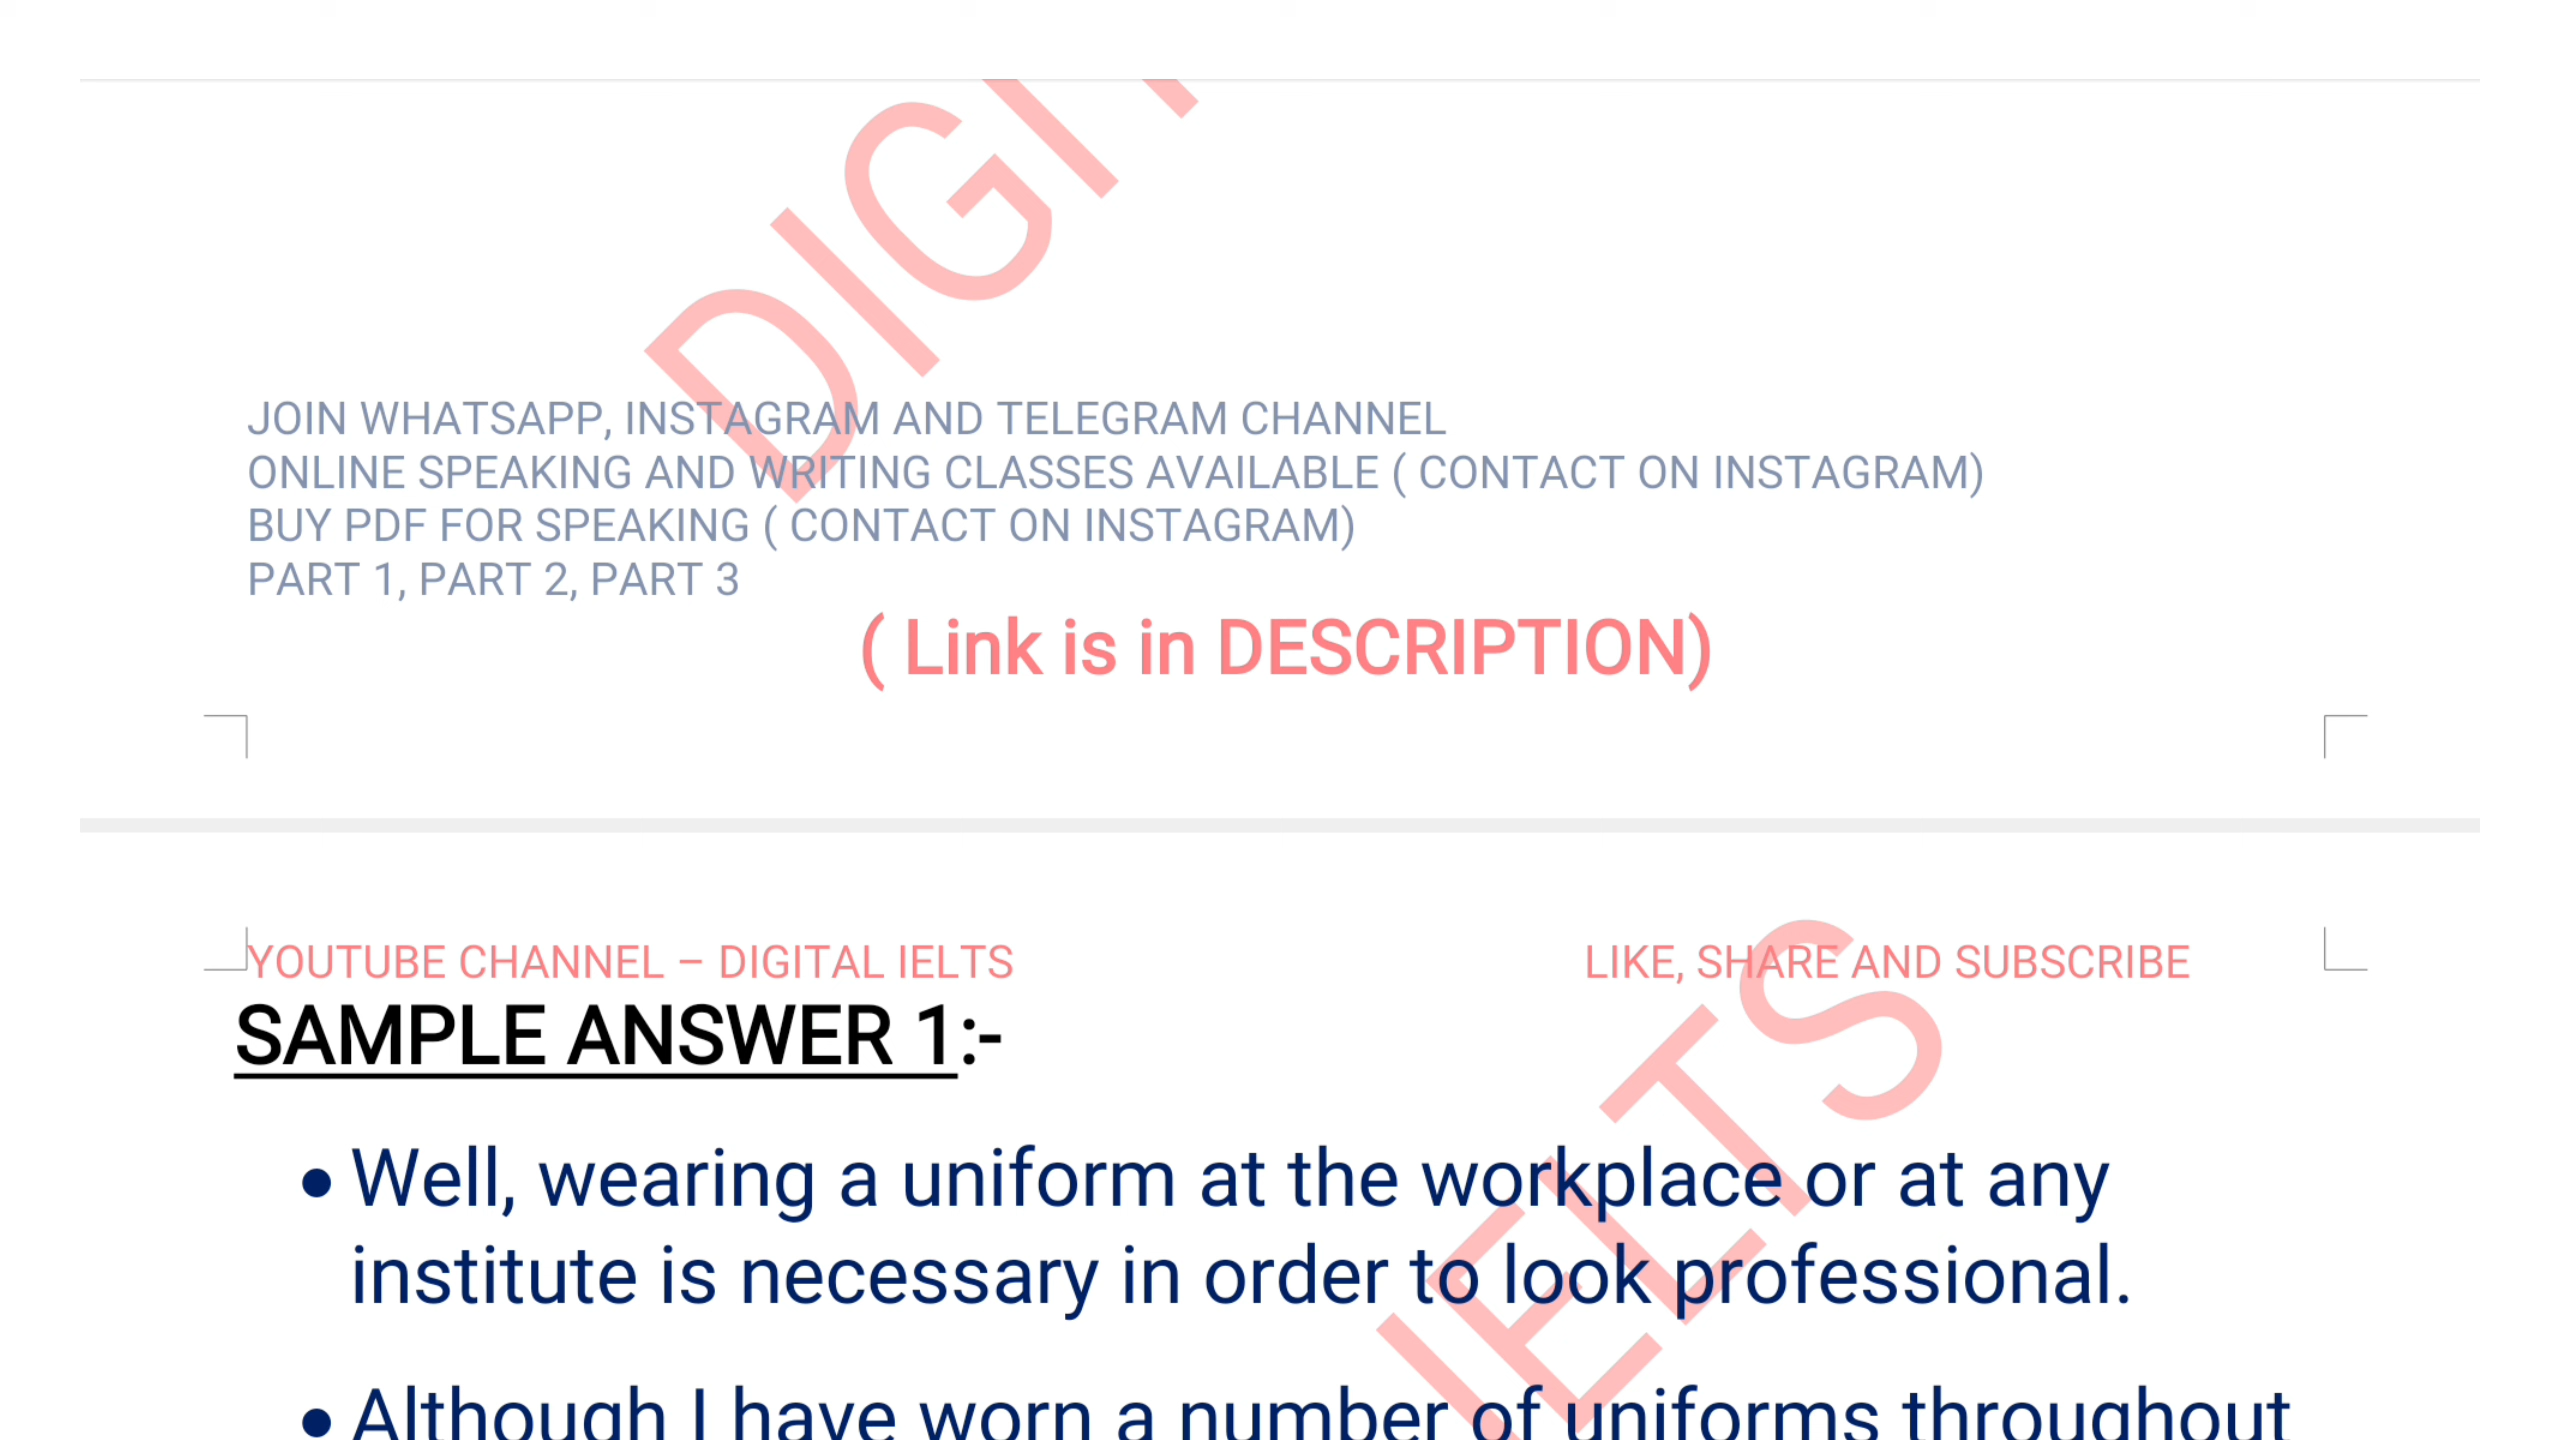 DIGIT
JOIN WHATSAPP, INSTAGRAM AND TELEGRAM CHANNEL
ONLINE SPEAKING AND WRITING CLASSES AVAILABLE ( CONTACT ON INSTAGRAM)
BUY PDF FOR SPEAKING ( CONTACT ON INSTAGRAM)
PART 1, PART 2, PART 3
( Link is in DESCRIPTION)
YOUTUBE CHANNEL – DIGITAL IELTS LIKE, SHARE AND SUBSCRIBE
SAMPLE ANSWER 1:-
IELTS
• Well, wearing a uniform at the workplace or at any
institute is necessary in order to look professional.
• Although I have worn a number of uniforms throughout